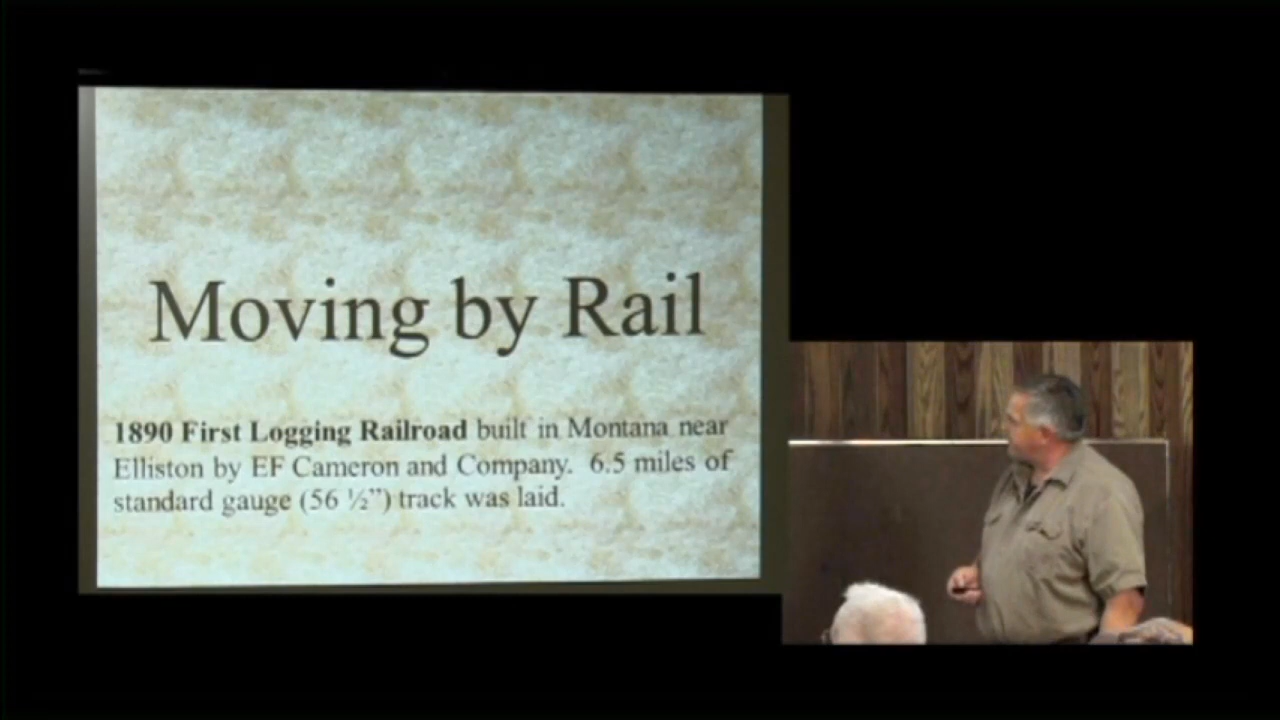 Moving by Rail
1890 First Logging Railroad built in Montana near
Elliston by EF Cameron and Company. 6.5 miles of
standard gauge (56 ½”) track was laid.